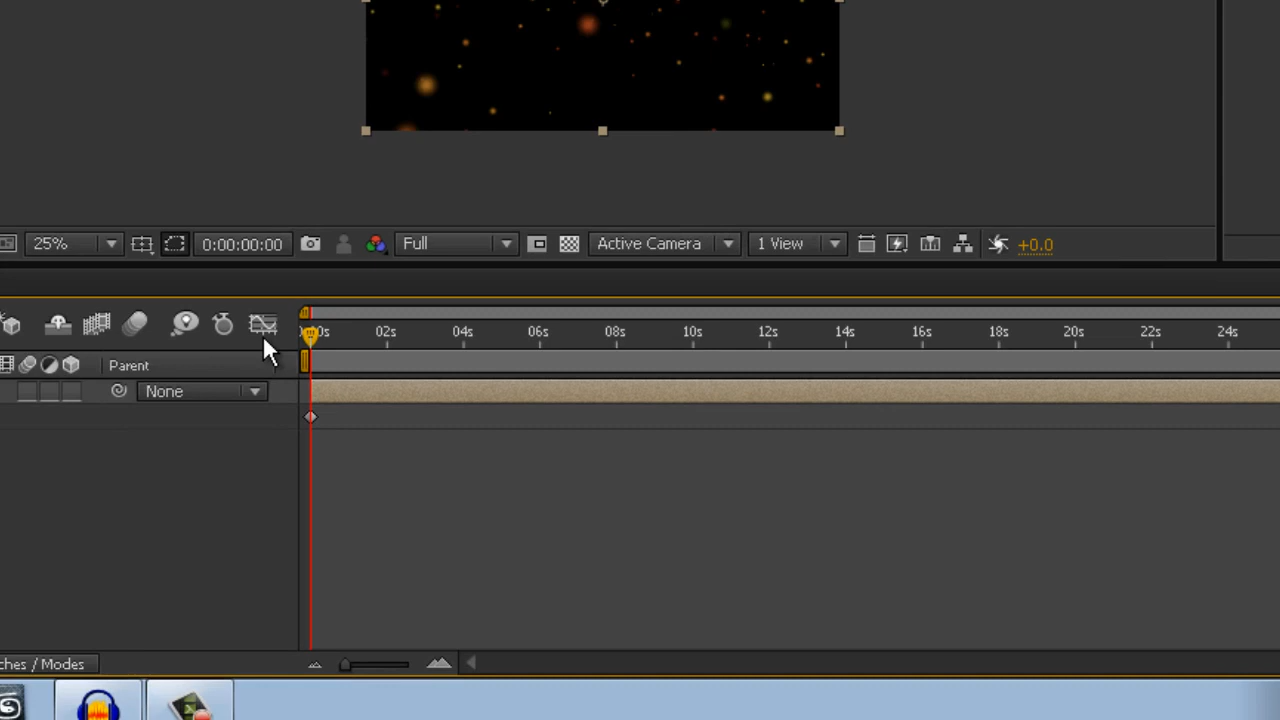 25% 0:00:00:00 Full Active Camera 1 View +0.0
02s 04s 06s 08s 10s 12s 14s 16s 18s 20s 22s 24s
Parent
None
ches / Modes